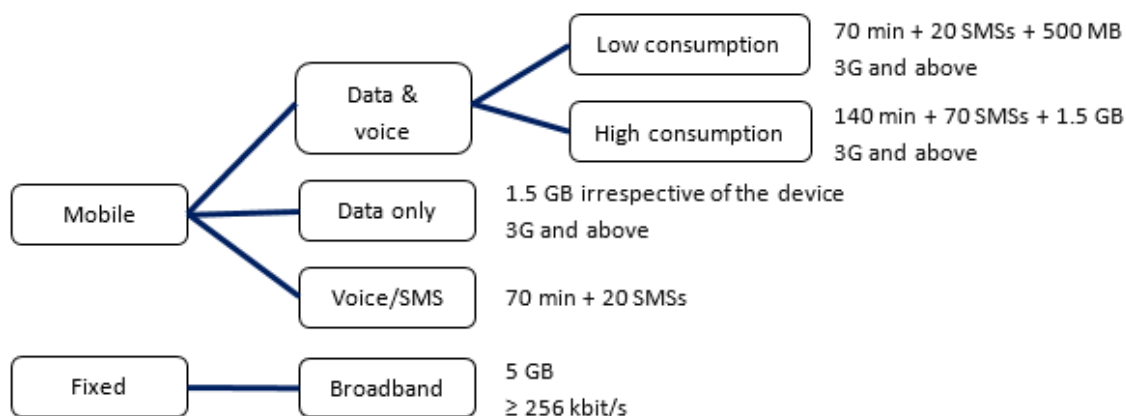 Low consumption
70 min + 20 SMSs + 500 MB
3G and above
Data &
voice
High consumption
140 min + 70 SMSs + 1.5 GB
3G and above
Mobile
Data only
1.5 GB irrespective of the device
3G and above
Voice/SMS
70 min + 20 SMSs
Fixed
Broadband
5 GB
≥ 256 kbit/s